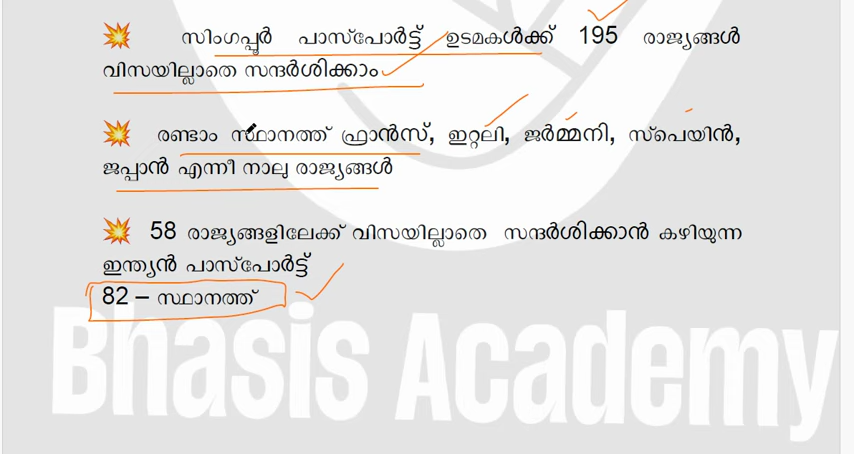 സിംഗപ്പൂർ പാസ്പോർട്ട് ഉടമകൾക്ക് 195 രാജ്യങ്ങൾ
വിസയില്ലാതെ സന്ദർശിക്കാം
രണ്ടാം സ്ഥാനത്ത് ഫ്രാൻസ്, ഇറ്റലി, ജർമ്മനി, സ്പെയിൻ,
ജപ്പാൻ എന്നീ നാലു രാജ്യങ്ങൾ
58 രാജ്യങ്ങളിലേക്ക് വിസയില്ലാതെ സന്ദർശിക്കാൻ കഴിയുന്ന
ഇന്ത്യൻ പാസ്പോർട്ട്
82 – സ്ഥാനത്ത്
Bhasis Academy